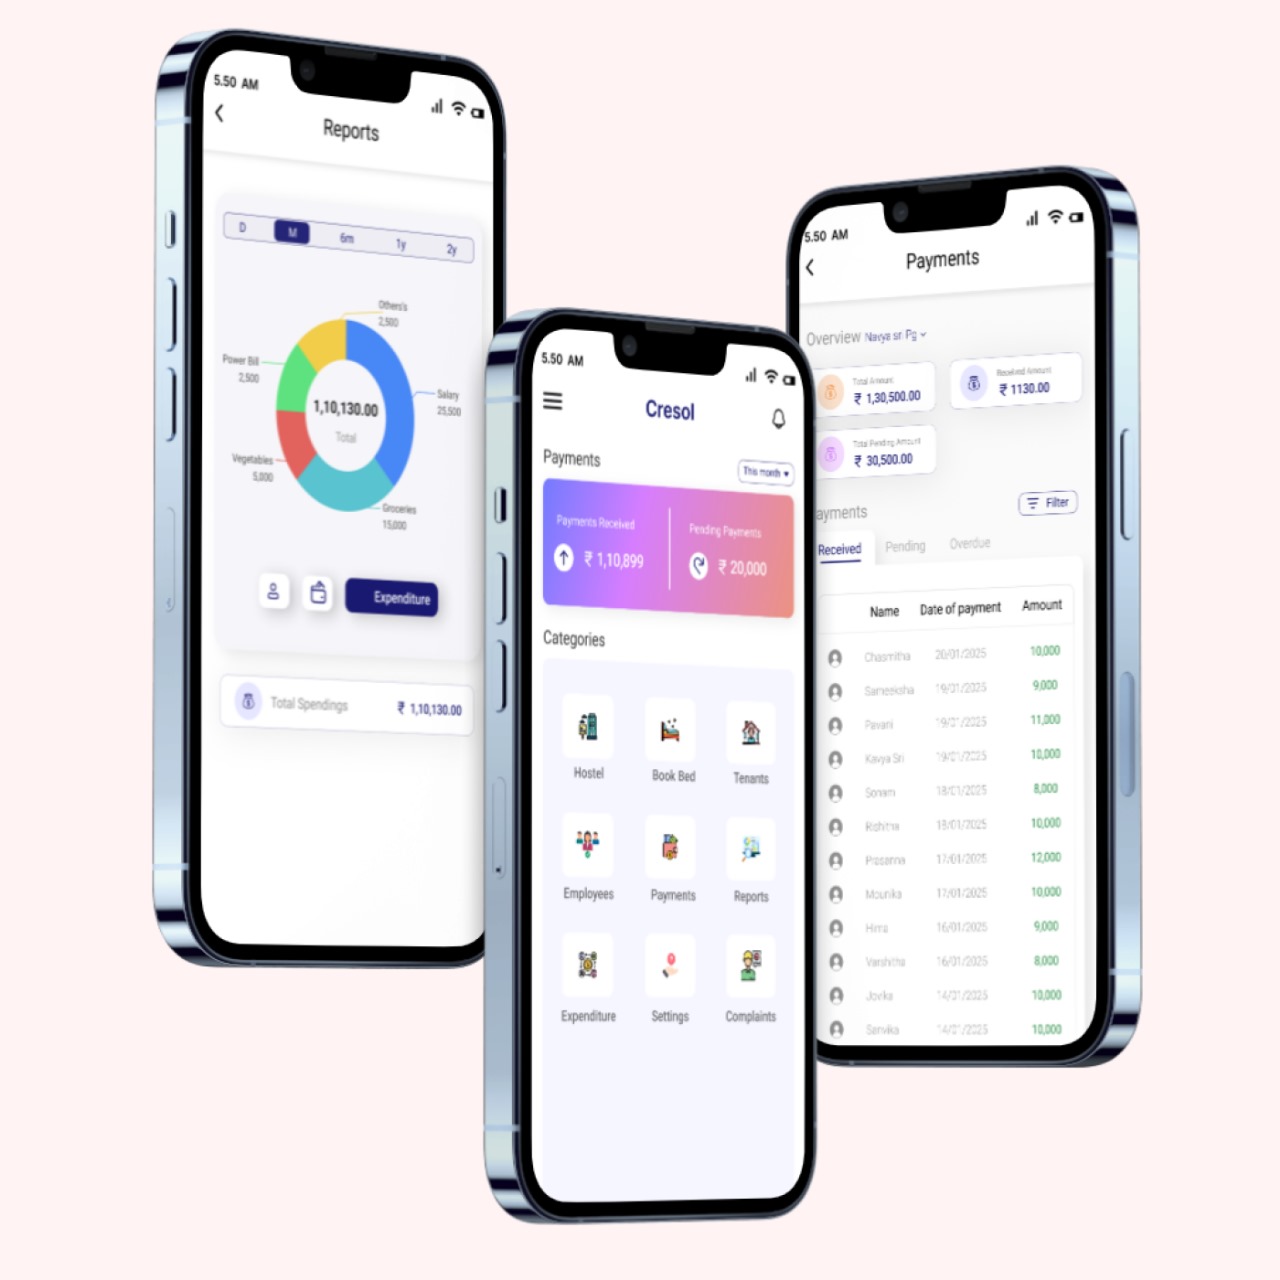 5.50 AM
Reports
D M 6m 1y 2y
Others's
2,500
Power Bill
2,500
Salary
25,500
1,10,130.00
Total
Vegetables
5,000
Groceries
15,000
Expenditure
Total Spendings ₹ 1,10,130.00
5.50 AM
Cresol
Payments
This month
Payments Received
₹ 1,10,899
Pending Payments
₹ 20,000
Categories
Hostel Book Bed Tenants
Employees Payments Reports
Expenditure Settings Complaints
5.50 AM
Payments
Overview Navya sri Pg
Total Amount
₹ 1,30,500.00
Received Amount
₹ 1130.00
Total Pending Amount
₹ 30,500.00
ayments
Filter
Received Pending Overdue
Name Date of payment Amount
Chasmitha 20/01/2025 10,000
Sameeksha 19/01/2025 9,000
Pavani 19/01/2025 11,000
Kavya Sri 19/01/2025 10,000
Sonam 18/01/2025 8,000
Rishitha 18/01/2025 10,000
Prasanna 17/01/2025 12,000
Mounika 17/01/2025 10,000
Hima 16/01/2025 9,000
Varshitha 16/01/2025 8,000
Jovika 14/01/2025 10,000
Sanvika 14/01/2025 10,000